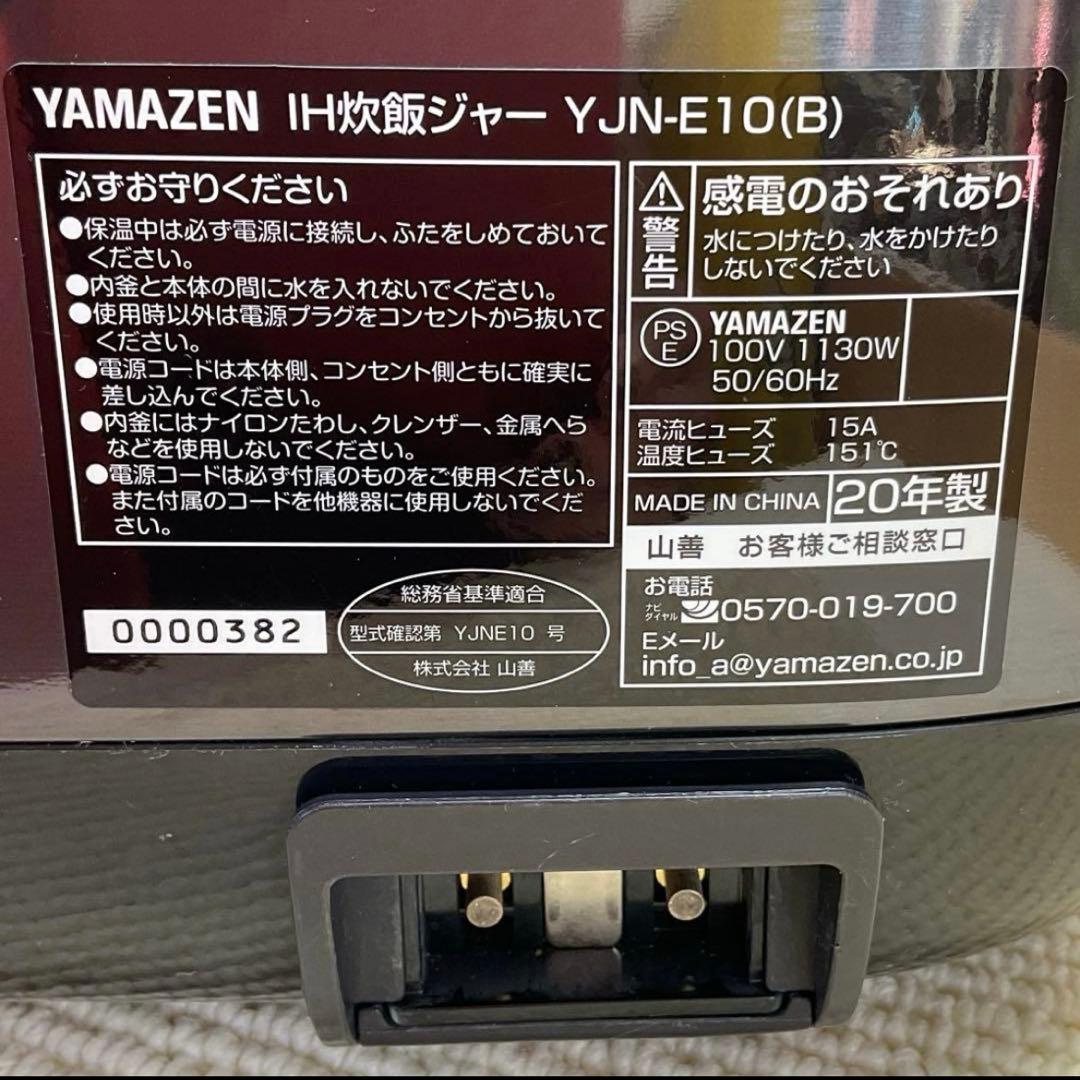 YAMAZEN IH炊飯ジャー YJN-E10(B)
必ずお守りください
●保温中は必ず電源に接続し、ふたをしめておいて
ください。
●内釜と本体の間に水を入れないでください。
●使用時以外は電源プラグをコンセントから抜いて
ください。
●電源コードは本体側、コンセント側ともに確実に
差し込んでください。
●内釜にはナイロンたわし、クレンザー、金属へら
などを使用しないでください。
●電源コードは必ず付属のものをご使用ください。
また付属のコードを他機器に使用しないでくだ
さい。
⚠警告
感電のおそれあり
水につけたり、水をかけたり
しないでください
PS
E
YAMAZEN
100V 1130W
50/60Hz
電流ヒューズ 15A
温度ヒューズ 151℃
MADE IN CHINA 20年製
山善 お客様ご相談窓口
お電話
ナビ
ダイヤル 0570-019-700
Eメール
info_a@yamazen.co.jp
0000382
総務省基準適合
型式確認第 YJNE10 号
株式会社 山善